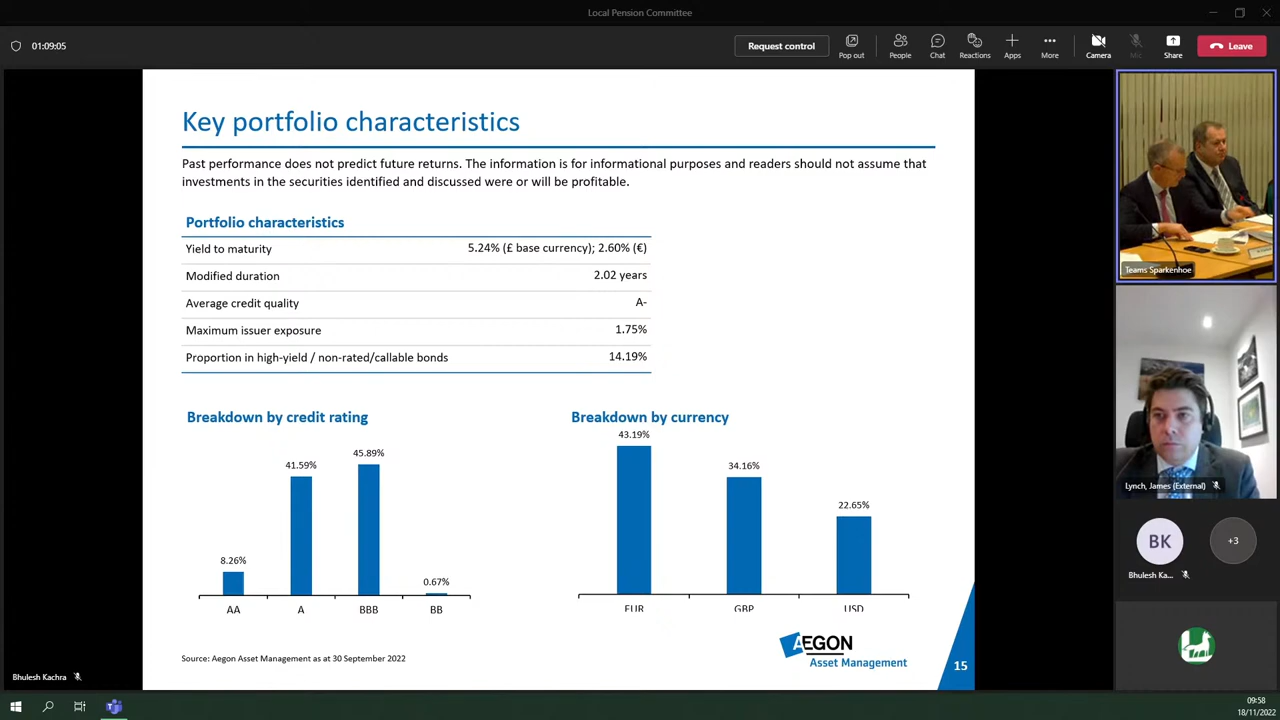 Local Pension Committee
01:09:05
Request control
Pop out
People
Chat
Reactions
Apps
More
Camera
Mic
Share
Leave
Key portfolio characteristics
Past performance does not predict future returns. The information is for informational purposes and readers should not assume that
investments in the securities identified and discussed were or will be profitable.
Portfolio characteristics
Yield to maturity 5.24% (£ base currency); 2.60% (€)
Modified duration 2.02 years
Average credit quality A-
Maximum issuer exposure 1.75%
Proportion in high-yield / non-rated/callable bonds 14.19%
Breakdown by credit rating
8.26%
41.59%
45.89%
0.67%
AA A BBB BB
Breakdown by currency
43.19%
34.16%
22.65%
EUR GBP USD
Source: Aegon Asset Management as at 30 September 2022
AEGON
Asset Management
15
Bhulesh Kachra
Teams Sparkenhoe
Lynch, James (External)
BK
Bhulesh Ka...
+3
09:58
18/11/2022